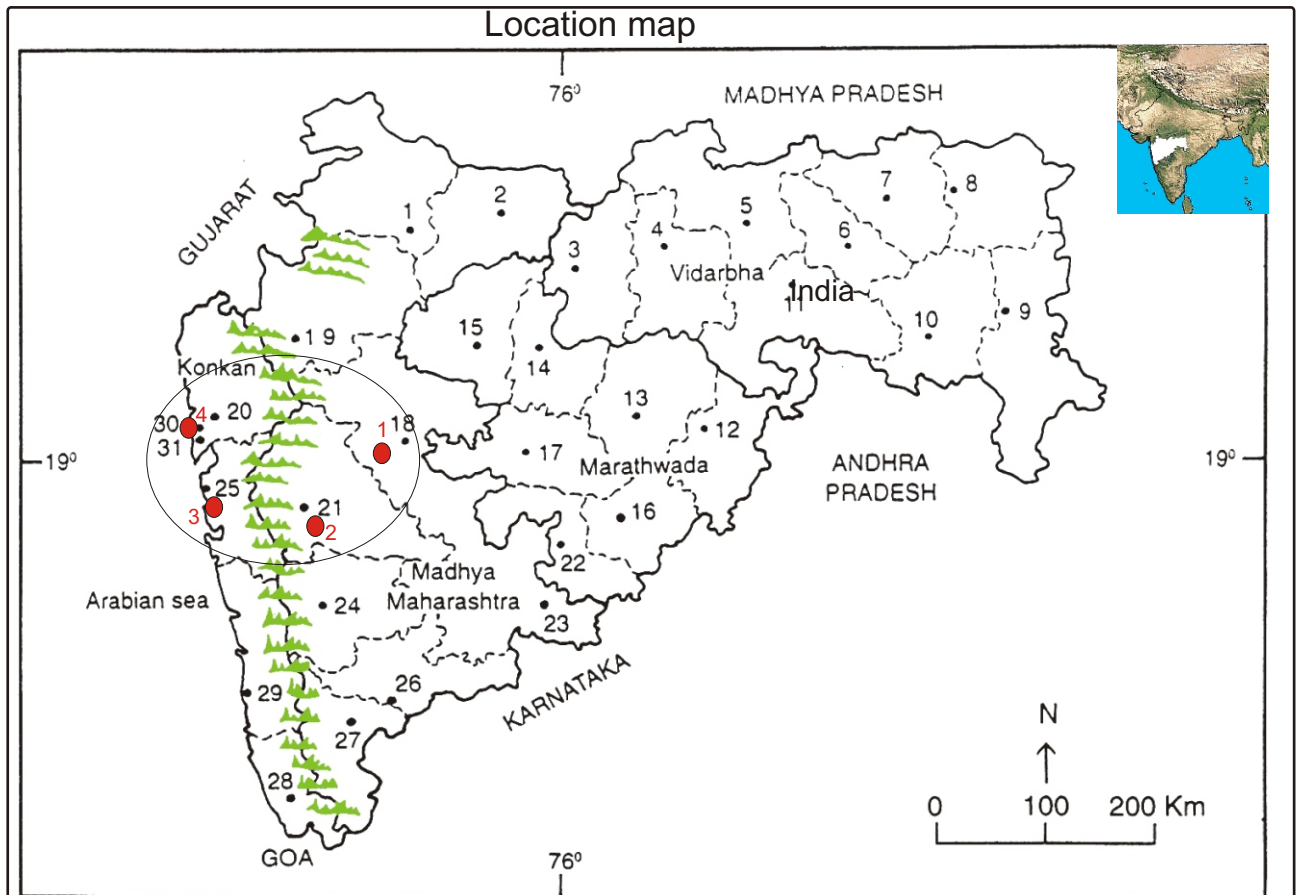 Location map
76⁰
MADHYA PRADESH
GUJARAT
1
2
3
4
5
6
7
8
Vidarbha
India
11
9
10
19
15
14
Konkan
13
20
30
4
31
1
18
12
19⁰
17
Marathwada
ANDHRA
PRADESH
19⁰
25
3
21
2
16
22
Madhya
Maharashtra
Arabian sea
24
23
29
26
KARNATAKA
27
28
N
0 100 200 Km
GOA
76⁰